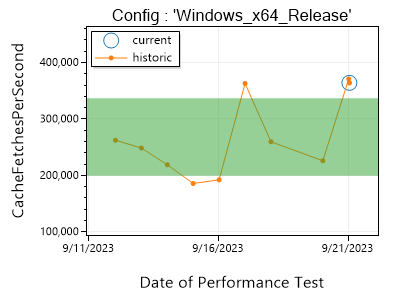 Config : 'Windows_x64_Release'
current
historic
CacheFetchesPerSecond
400,000
300,000
200,000
100,000
9/11/2023
9/16/2023
9/21/2023
Date of Performance Test